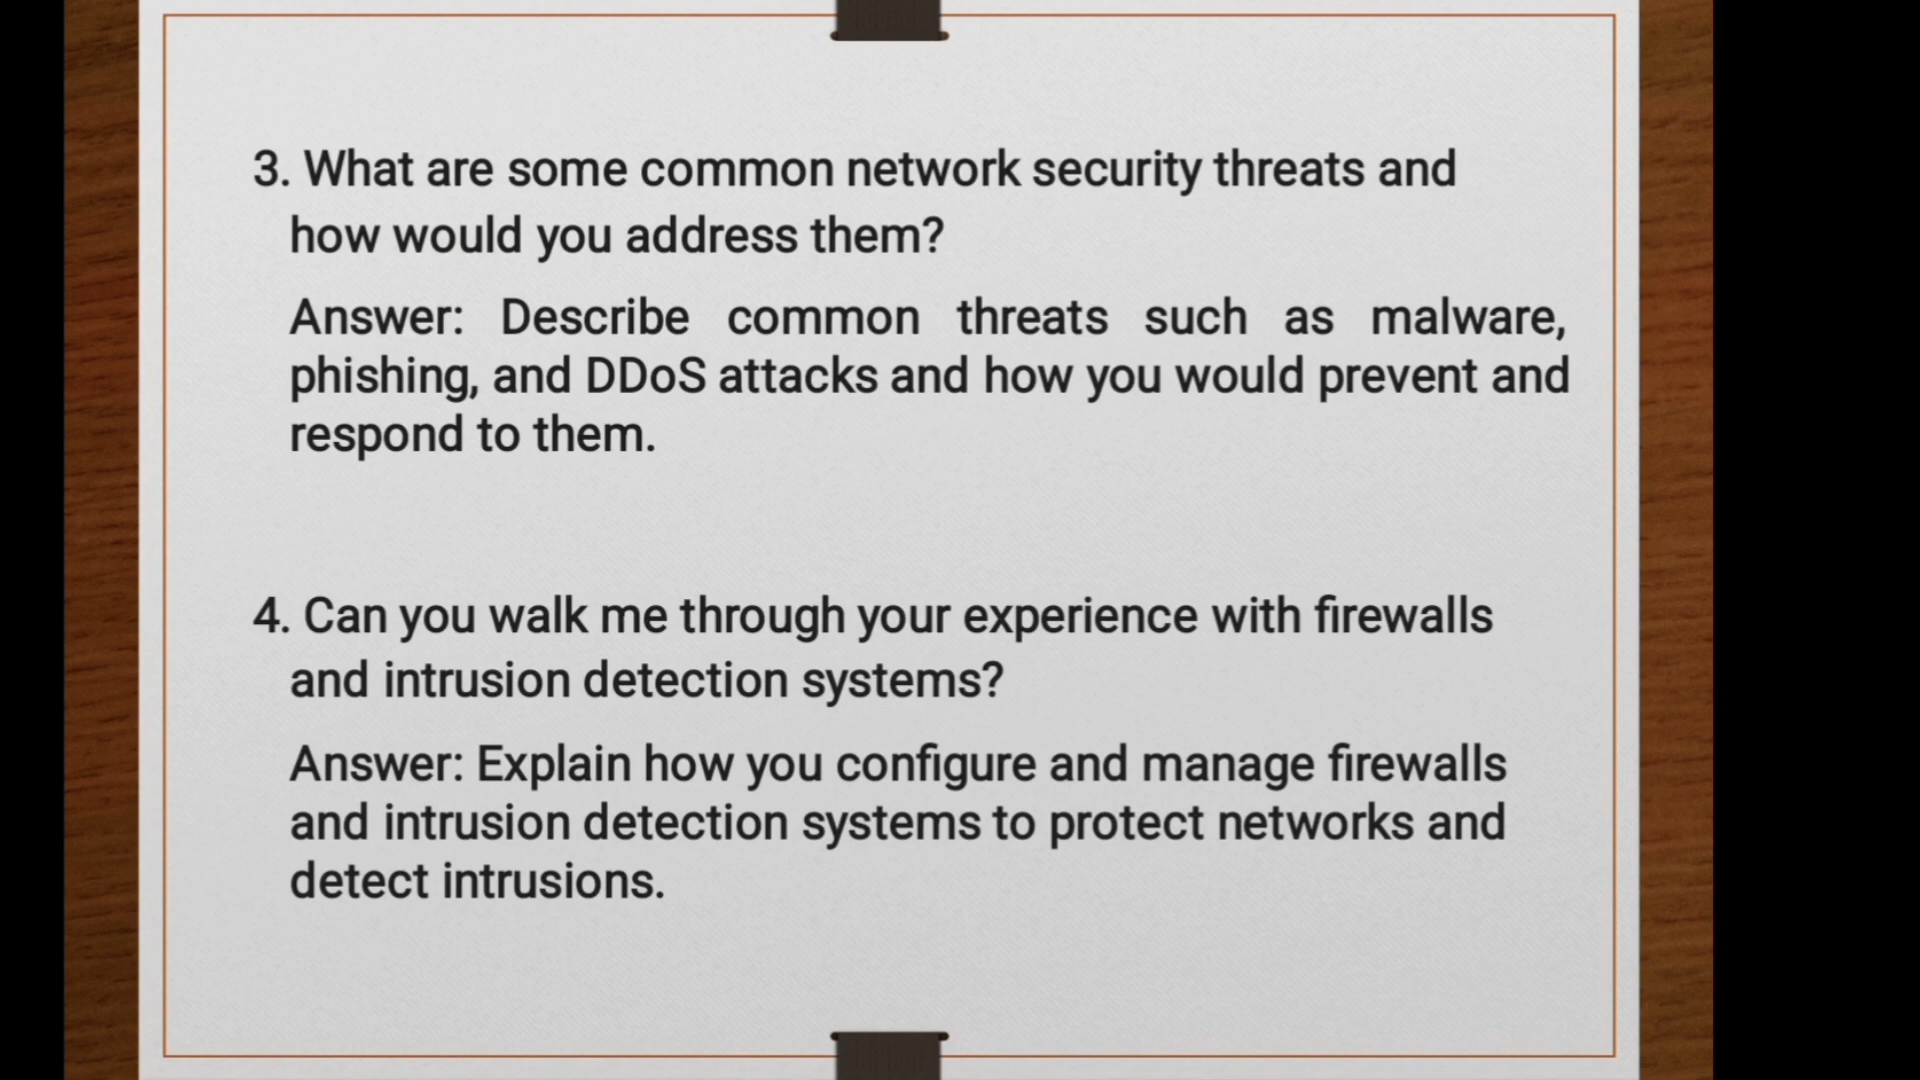 3. What are some common network security threats and
how would you address them?
Answer: Describe common threats such as malware,
phishing, and DDoS attacks and how you would prevent and
respond to them.
4. Can you walk me through your experience with firewalls
and intrusion detection systems?
Answer: Explain how you configure and manage firewalls
and intrusion detection systems to protect networks and
detect intrusions.